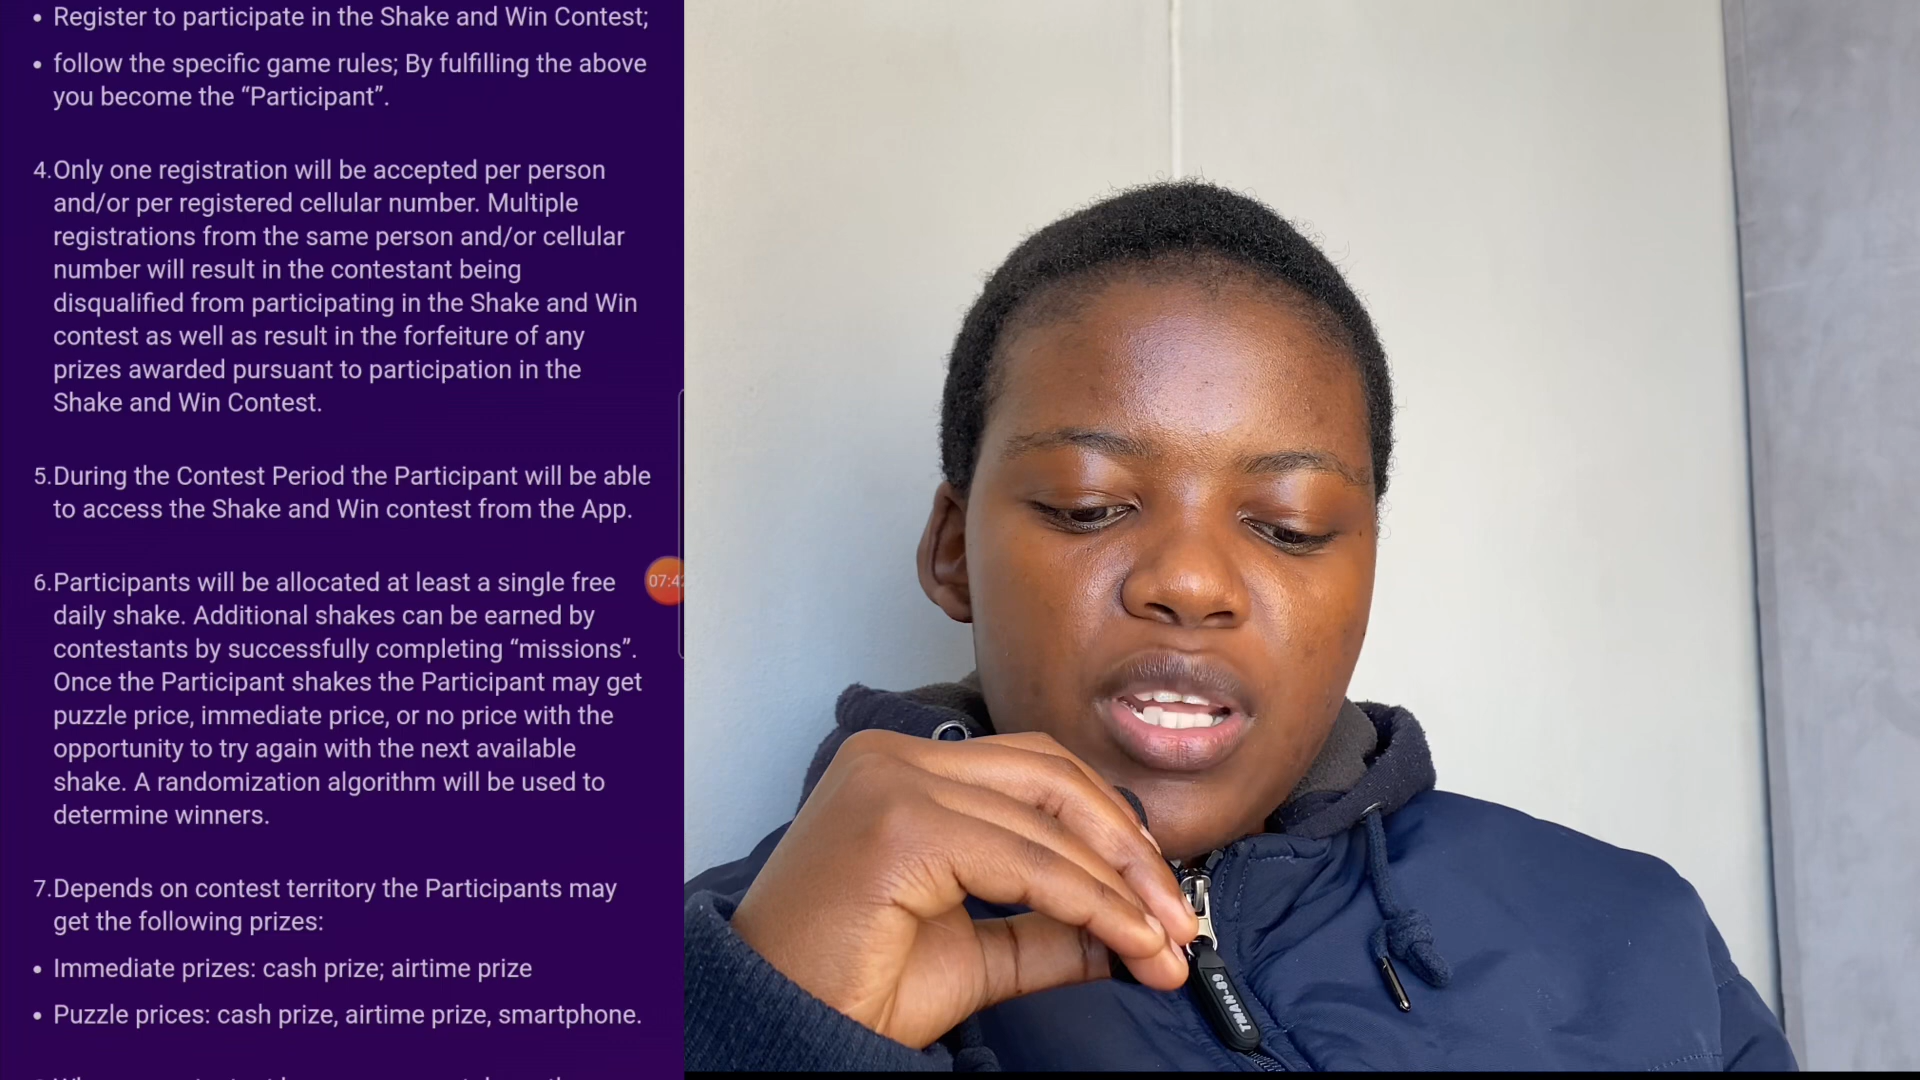 • Register to participate in the Shake and Win Contest;
• follow the specific game rules; By fulfilling the above
you become the “Participant”.
4.Only one registration will be accepted per person
and/or per registered cellular number. Multiple
registrations from the same person and/or cellular
number will result in the contestant being
disqualified from participating in the Shake and Win
contest as well as result in the forfeiture of any
prizes awarded pursuant to participation in the
Shake and Win Contest.
5.During the Contest Period the Participant will be able
to access the Shake and Win contest from the App.
6.Participants will be allocated at least a single free
daily shake. Additional shakes can be earned by
contestants by successfully completing “missions”.
Once the Participant shakes the Participant may get
puzzle price, immediate price, or no price with the
opportunity to try again with the next available
shake. A randomization algorithm will be used to
determine winners.
7.Depends on contest territory the Participants may
get the following prizes:
• Immediate prizes: cash prize; airtime prize
• Puzzle prices: cash prize, airtime prize, smartphone.
07:42
TMAN-89